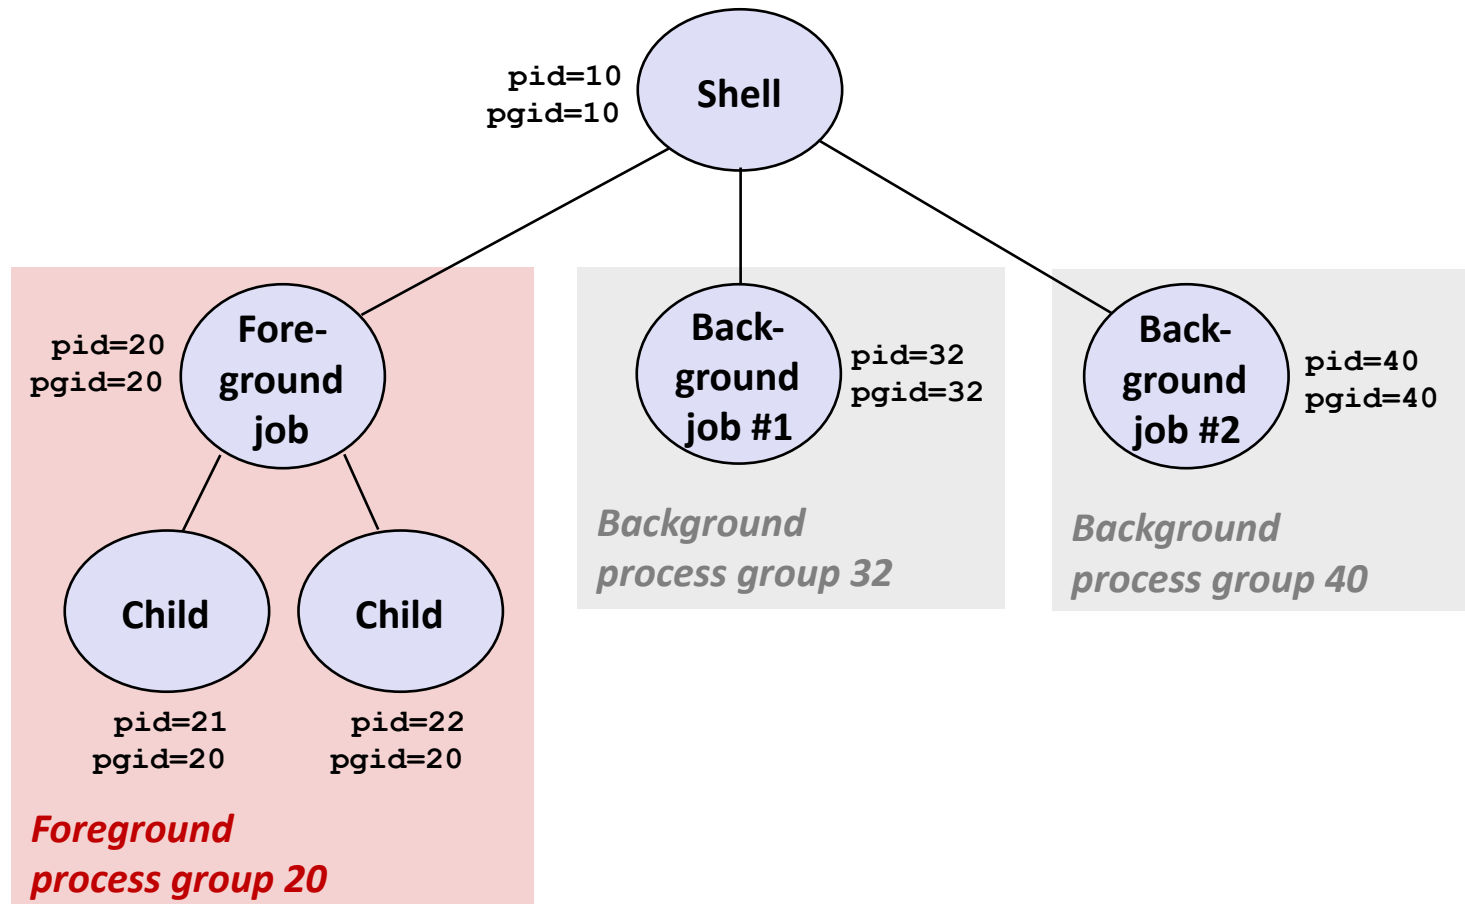 pid=10
pgid=10
Shell
pid=20
pgid=20
Fore-
ground
job
Back-
ground
job #1
pid=32
pgid=32
Back-
ground
job #2
pid=40
pgid=40
Background
process group 32
Background
process group 40
Child
Child
pid=21
pgid=20
pid=22
pgid=20
Foreground
process group 20